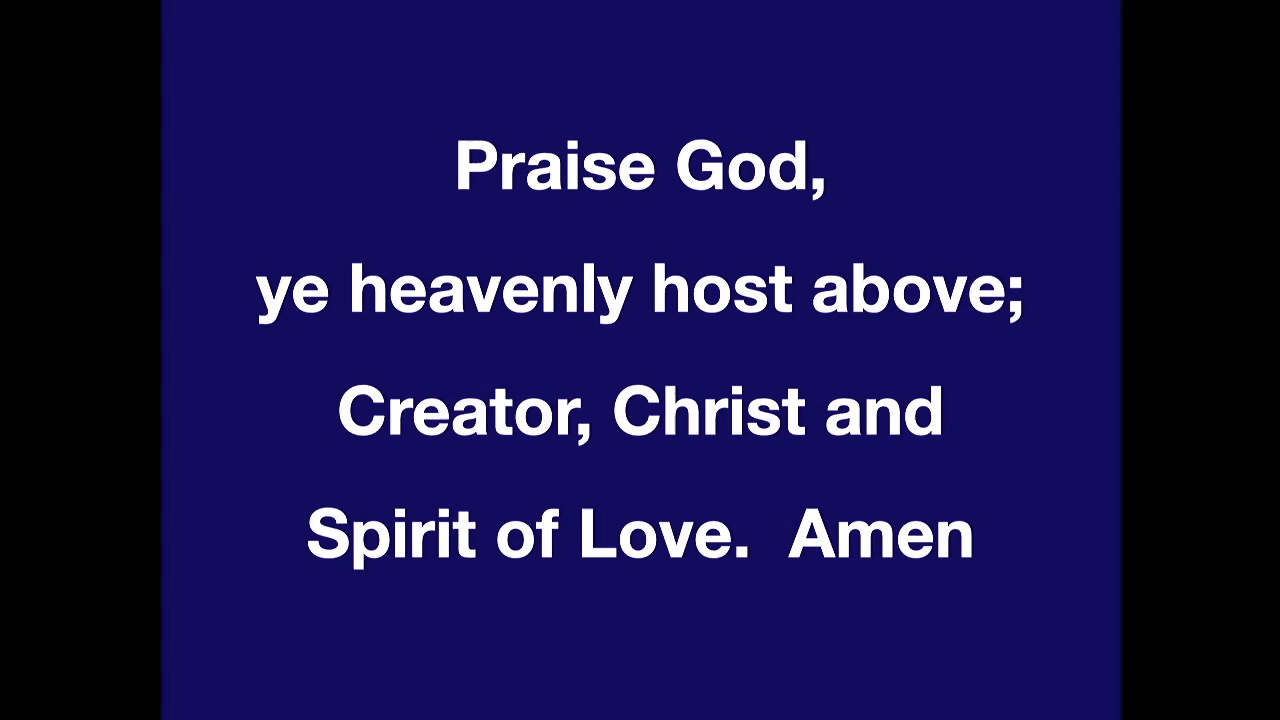 Praise God,
ye heavenly host above;
Creator, Christ and
Spirit of Love.  Amen